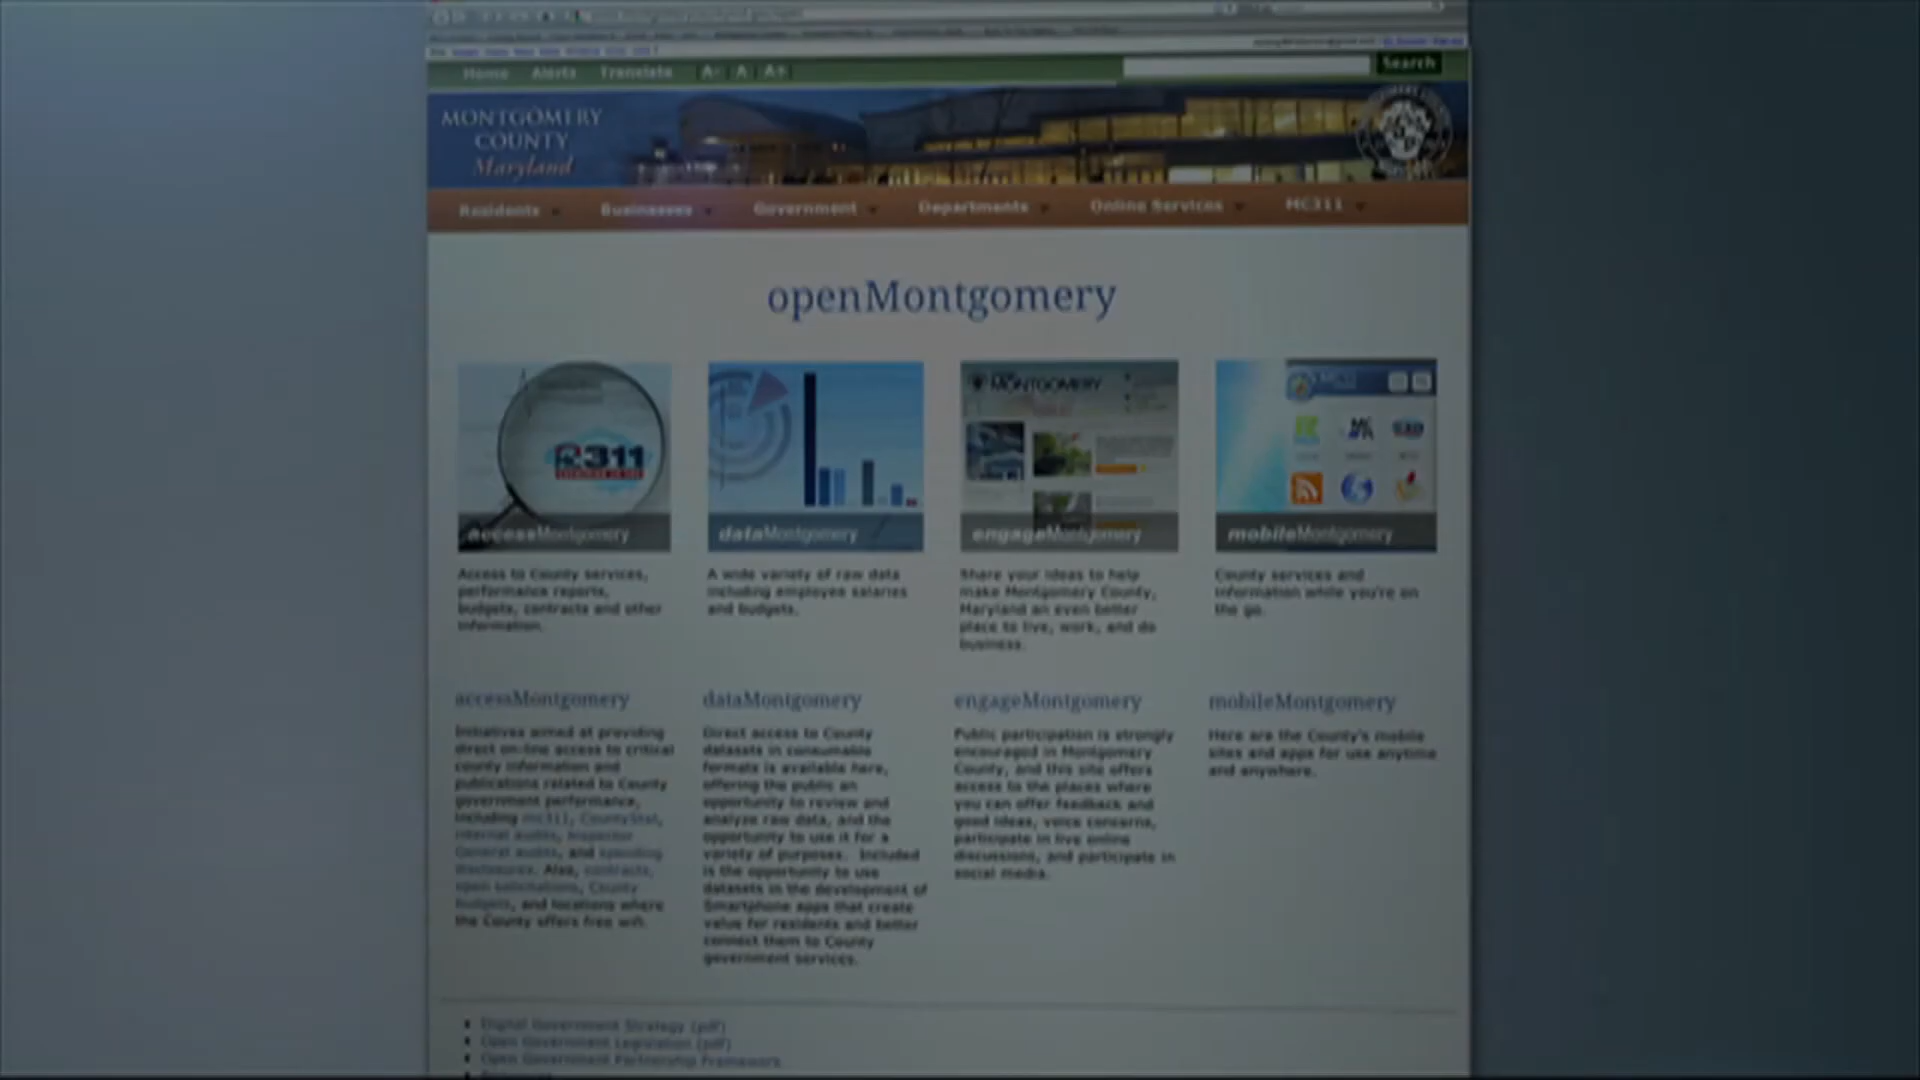 Home Alerts Translate A- A A+ Search
MONTGOMERY
COUNTY
Maryland
Residents Businesses Government Departments Online Services MC311
openMontgomery
311
MONTGOMERY
accessMontgomery dataMontgomery engageMontgomery mobileMontgomery
Access to County services,
performance reports,
budgets, contracts and other
information.
A wide variety of raw data
including employee salaries
and budgets.
Share your ideas to help
make Montgomery County,
Maryland an even better
place to live, work, and do
business.
County services and
information while you're on
the go.
accessMontgomery
Initiatives aimed at providing
direct on-line access to critical
county information and
publications related to County
government performance,
including mc311, CountyStat,
internal audits, Inspector
General audits, and spending
disclosures. Also, contracts,
open solicitations, County
budgets, and locations where
the County offers free wifi.
dataMontgomery
Direct access to County
datasets in consumable
formats is available here,
offering the public an
opportunity to review and
analyze raw data, and the
opportunity to use it for a
variety of purposes. Included
is the opportunity to use
datasets in the development of
Smartphone apps that create
value for residents and better
connect them to County
government services.
engageMontgomery
Public participation is strongly
encouraged in Montgomery
County, and this site offers
access to the places where
you can offer feedback and
good ideas, voice concerns,
participate in live online
discussions, and participate in
social media.
mobileMontgomery
Here are the County's mobile
sites and apps for use anytime
and anywhere.
Digital Government Strategy (pdf)
Open Government Legislation (pdf)
Open Government Partnership Framework